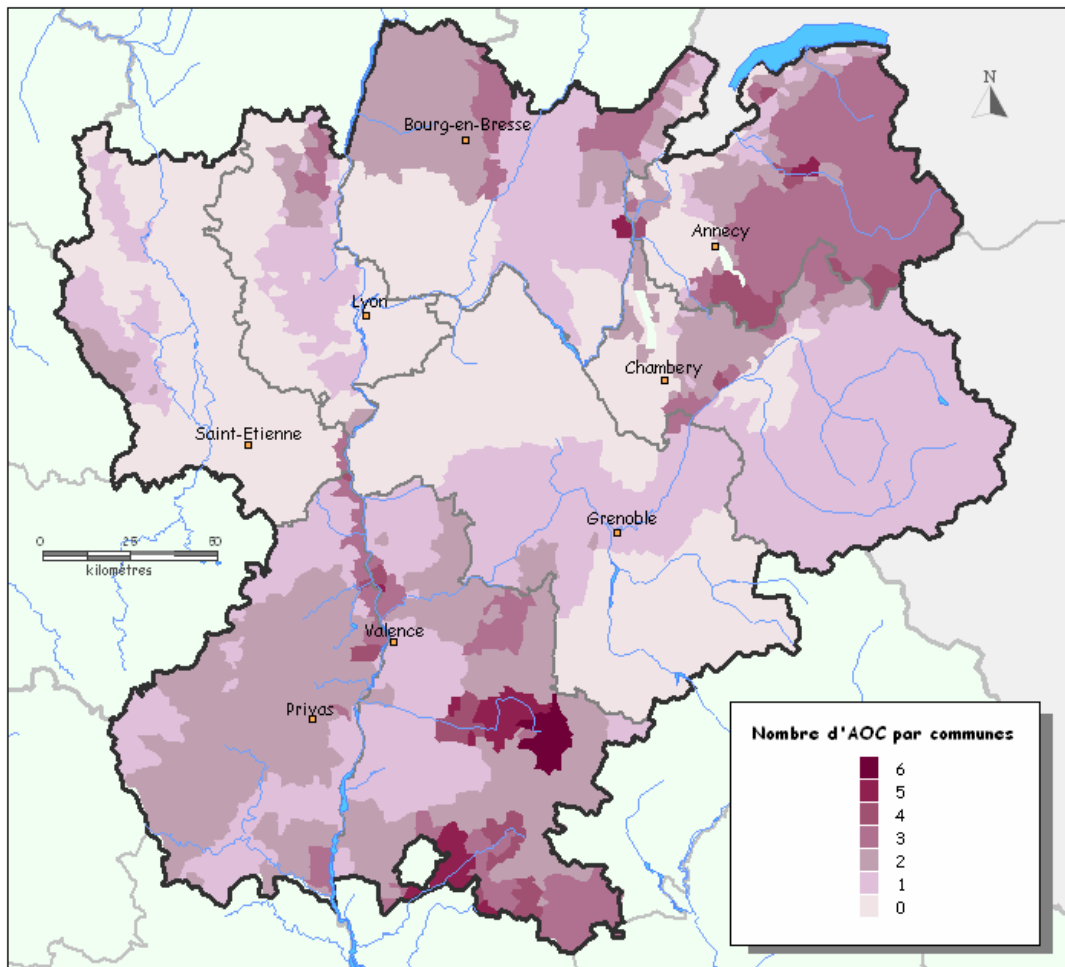 N
Bourg-en-Bresse
Annecy
Lyon
Chambery
Saint-Etienne
Grenoble
0 25 50
kilomètres
Valence
Privas
Nombre d'AOC par communes
6
5
4
3
2
1
0